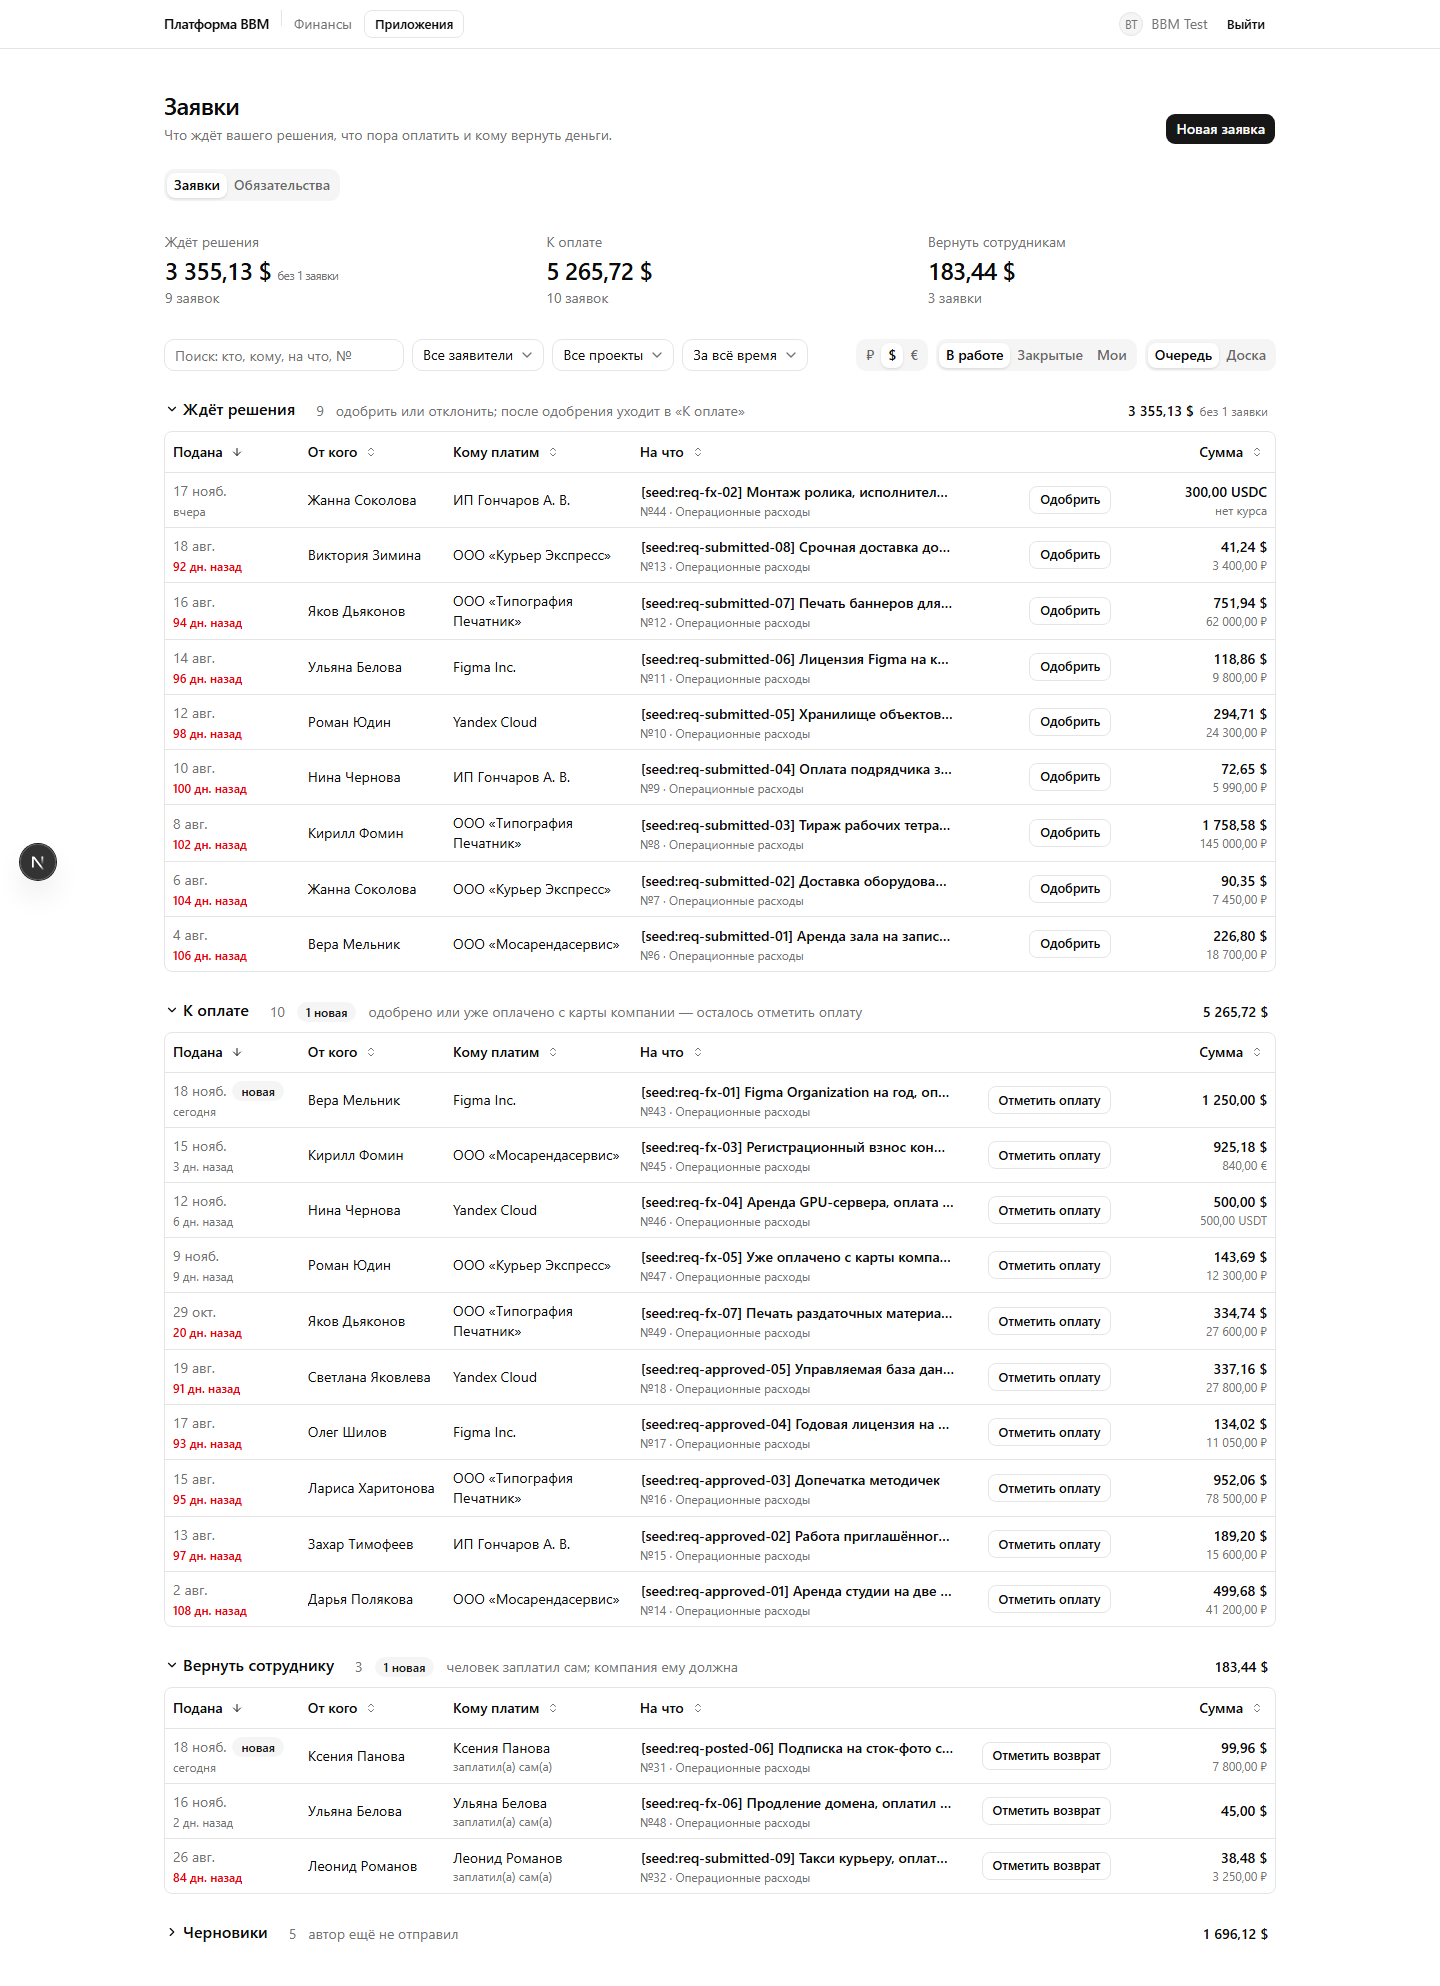 Платформа BBM Финансы Приложения BT BBM Test Выйти
Заявки
Что ждёт вашего решения, что пора оплатить и кому вернуть деньги.
Новая заявка
Заявки Обязательства
Ждёт решения К оплате Вернуть сотрудникам
3 355,13 $ без 1 заявки 5 265,72 $ 183,44 $
9 заявок 10 заявок 3 заявки
Поиск: кто, кому, на что, № Все заявители Все проекты За всё время ₽ $ € В работе Закрытые Мои Очередь Доска
Ждёт решения 9 одобрить или отклонить; после одобрения уходит в «К оплате» 3 355,13 $ без 1 заявки
Подана От кого Кому платим На что Сумма
17 нояб. Жанна Соколова ИП Гончаров А. В. [seed:req-fx-02] Монтаж ролика, исполнител... Одобрить 300,00 USDC
вчера №44 · Операционные расходы нет курса
18 авг. Виктория Зимина ООО «Курьер Экспресс» [seed:req-submitted-08] Срочная доставка до... Одобрить 41,24 $
92 дн. назад №13 · Операционные расходы 3 400,00 ₽
16 авг. Яков Дьяконов ООО «Типография Печатник» [seed:req-submitted-07] Печать баннеров для... Одобрить 751,94 $
94 дн. назад №12 · Операционные расходы 62 000,00 ₽
14 авг. Ульяна Белова Figma Inc. [seed:req-submitted-06] Лицензия Figma на к... Одобрить 118,86 $
96 дн. назад №11 · Операционные расходы 9 800,00 ₽
12 авг. Роман Юдин Yandex Cloud [seed:req-submitted-05] Хранилище объектов... Одобрить 294,71 $
98 дн. назад №10 · Операционные расходы 24 300,00 ₽
10 авг. Нина Чернова ИП Гончаров А. В. [seed:req-submitted-04] Оплата подрядчика з... Одобрить 72,65 $
100 дн. назад №9 · Операционные расходы 5 990,00 ₽
8 авг. Кирилл Фомин ООО «Типография Печатник» [seed:req-submitted-03] Тираж рабочих тетра... Одобрить 1 758,58 $
102 дн. назад №8 · Операционные расходы 145 000,00 ₽
6 авг. Жанна Соколова ООО «Курьер Экспресс» [seed:req-submitted-02] Доставка оборудова... Одобрить 90,35 $
104 дн. назад №7 · Операционные расходы 7 450,00 ₽
4 авг. Вера Мельник ООО «Мосарендасервис» [seed:req-submitted-01] Аренда зала на запис... Одобрить 226,80 $
106 дн. назад №6 · Операционные расходы 18 700,00 ₽
К оплате 10 1 новая одобрено или уже оплачено с карты компании — осталось отметить оплату 5 265,72 $
Подана От кого Кому платим На что Сумма
18 нояб. новая Вера Мельник Figma Inc. [seed:req-fx-01] Figma Organization на год, оп... Отметить оплату 1 250,00 $
сегодня №43 · Операционные расходы
15 нояб. Кирилл Фомин ООО «Мосарендасервис» [seed:req-fx-03] Регистрационный взнос кон... Отметить оплату 925,18 $
3 дн. назад №45 · Операционные расходы 840,00 €
12 нояб. Нина Чернова Yandex Cloud [seed:req-fx-04] Аренда GPU-сервера, оплата ... Отметить оплату 500,00 $
6 дн. назад №46 · Операционные расходы 500,00 USDT
9 нояб. Роман Юдин ООО «Курьер Экспресс» [seed:req-fx-05] Уже оплачено с карты компа... Отметить оплату 143,69 $
9 дн. назад №47 · Операционные расходы 12 300,00 ₽
29 окт. Яков Дьяконов ООО «Типография Печатник» [seed:req-fx-07] Печать раздаточных материа... Отметить оплату 334,74 $
20 дн. назад №49 · Операционные расходы 27 600,00 ₽
19 авг. Светлана Яковлева Yandex Cloud [seed:req-approved-05] Управляемая база дан... Отметить оплату 337,16 $
91 дн. назад №18 · Операционные расходы 27 800,00 ₽
17 авг. Олег Шилов Figma Inc. [seed:req-approved-04] Годовая лицензия на ... Отметить оплату 134,02 $
93 дн. назад №17 · Операционные расходы 11 050,00 ₽
15 авг. Лариса Харитонова ООО «Типография Печатник» [seed:req-approved-03] Допечатка методичек Отметить оплату 952,06 $
95 дн. назад №16 · Операционные расходы 78 500,00 ₽
13 авг. Захар Тимофеев ИП Гончаров А. В. [seed:req-approved-02] Работа приглашённог... Отметить оплату 189,20 $
97 дн. назад №15 · Операционные расходы 15 600,00 ₽
2 авг. Дарья Полякова ООО «Мосарендасервис» [seed:req-approved-01] Аренда студии на две ... Отметить оплату 499,68 $
108 дн. назад №14 · Операционные расходы 41 200,00 ₽
Вернуть сотруднику 3 1 новая человек заплатил сам; компания ему должна 183,44 $
Подана От кого Кому платим На что Сумма
18 нояб. новая Ксения Панова Ксения Панова [seed:req-posted-06] Подписка на сток-фото с... Отметить возврат 99,96 $
сегодня заплатил(а) сам(а) №31 · Операционные расходы 7 800,00 ₽
16 нояб. Ульяна Белова Ульяна Белова [seed:req-fx-06] Продление домена, оплатил ... Отметить возврат 45,00 $
2 дн. назад заплатил(а) сам(а) №48 · Операционные расходы
26 авг. Леонид Романов Леонид Романов [seed:req-submitted-09] Такси курьеру, оплат... Отметить возврат 38,48 $
84 дн. назад заплатил(а) сам(а) №32 · Операционные расходы 3 250,00 ₽
Черновики 5 автор ещё не отправил 1 696,12 $